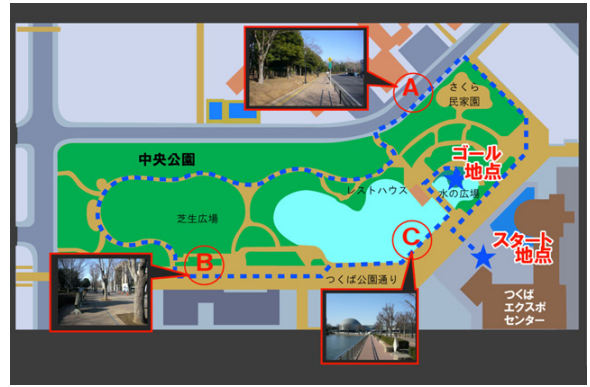 A
さくら
民家園
中央公園
ゴール
地点
レストハウス
水の広場
芝生広場
C
スタート
地点
B
つくば公園通り
つくば
エクスポ
センター